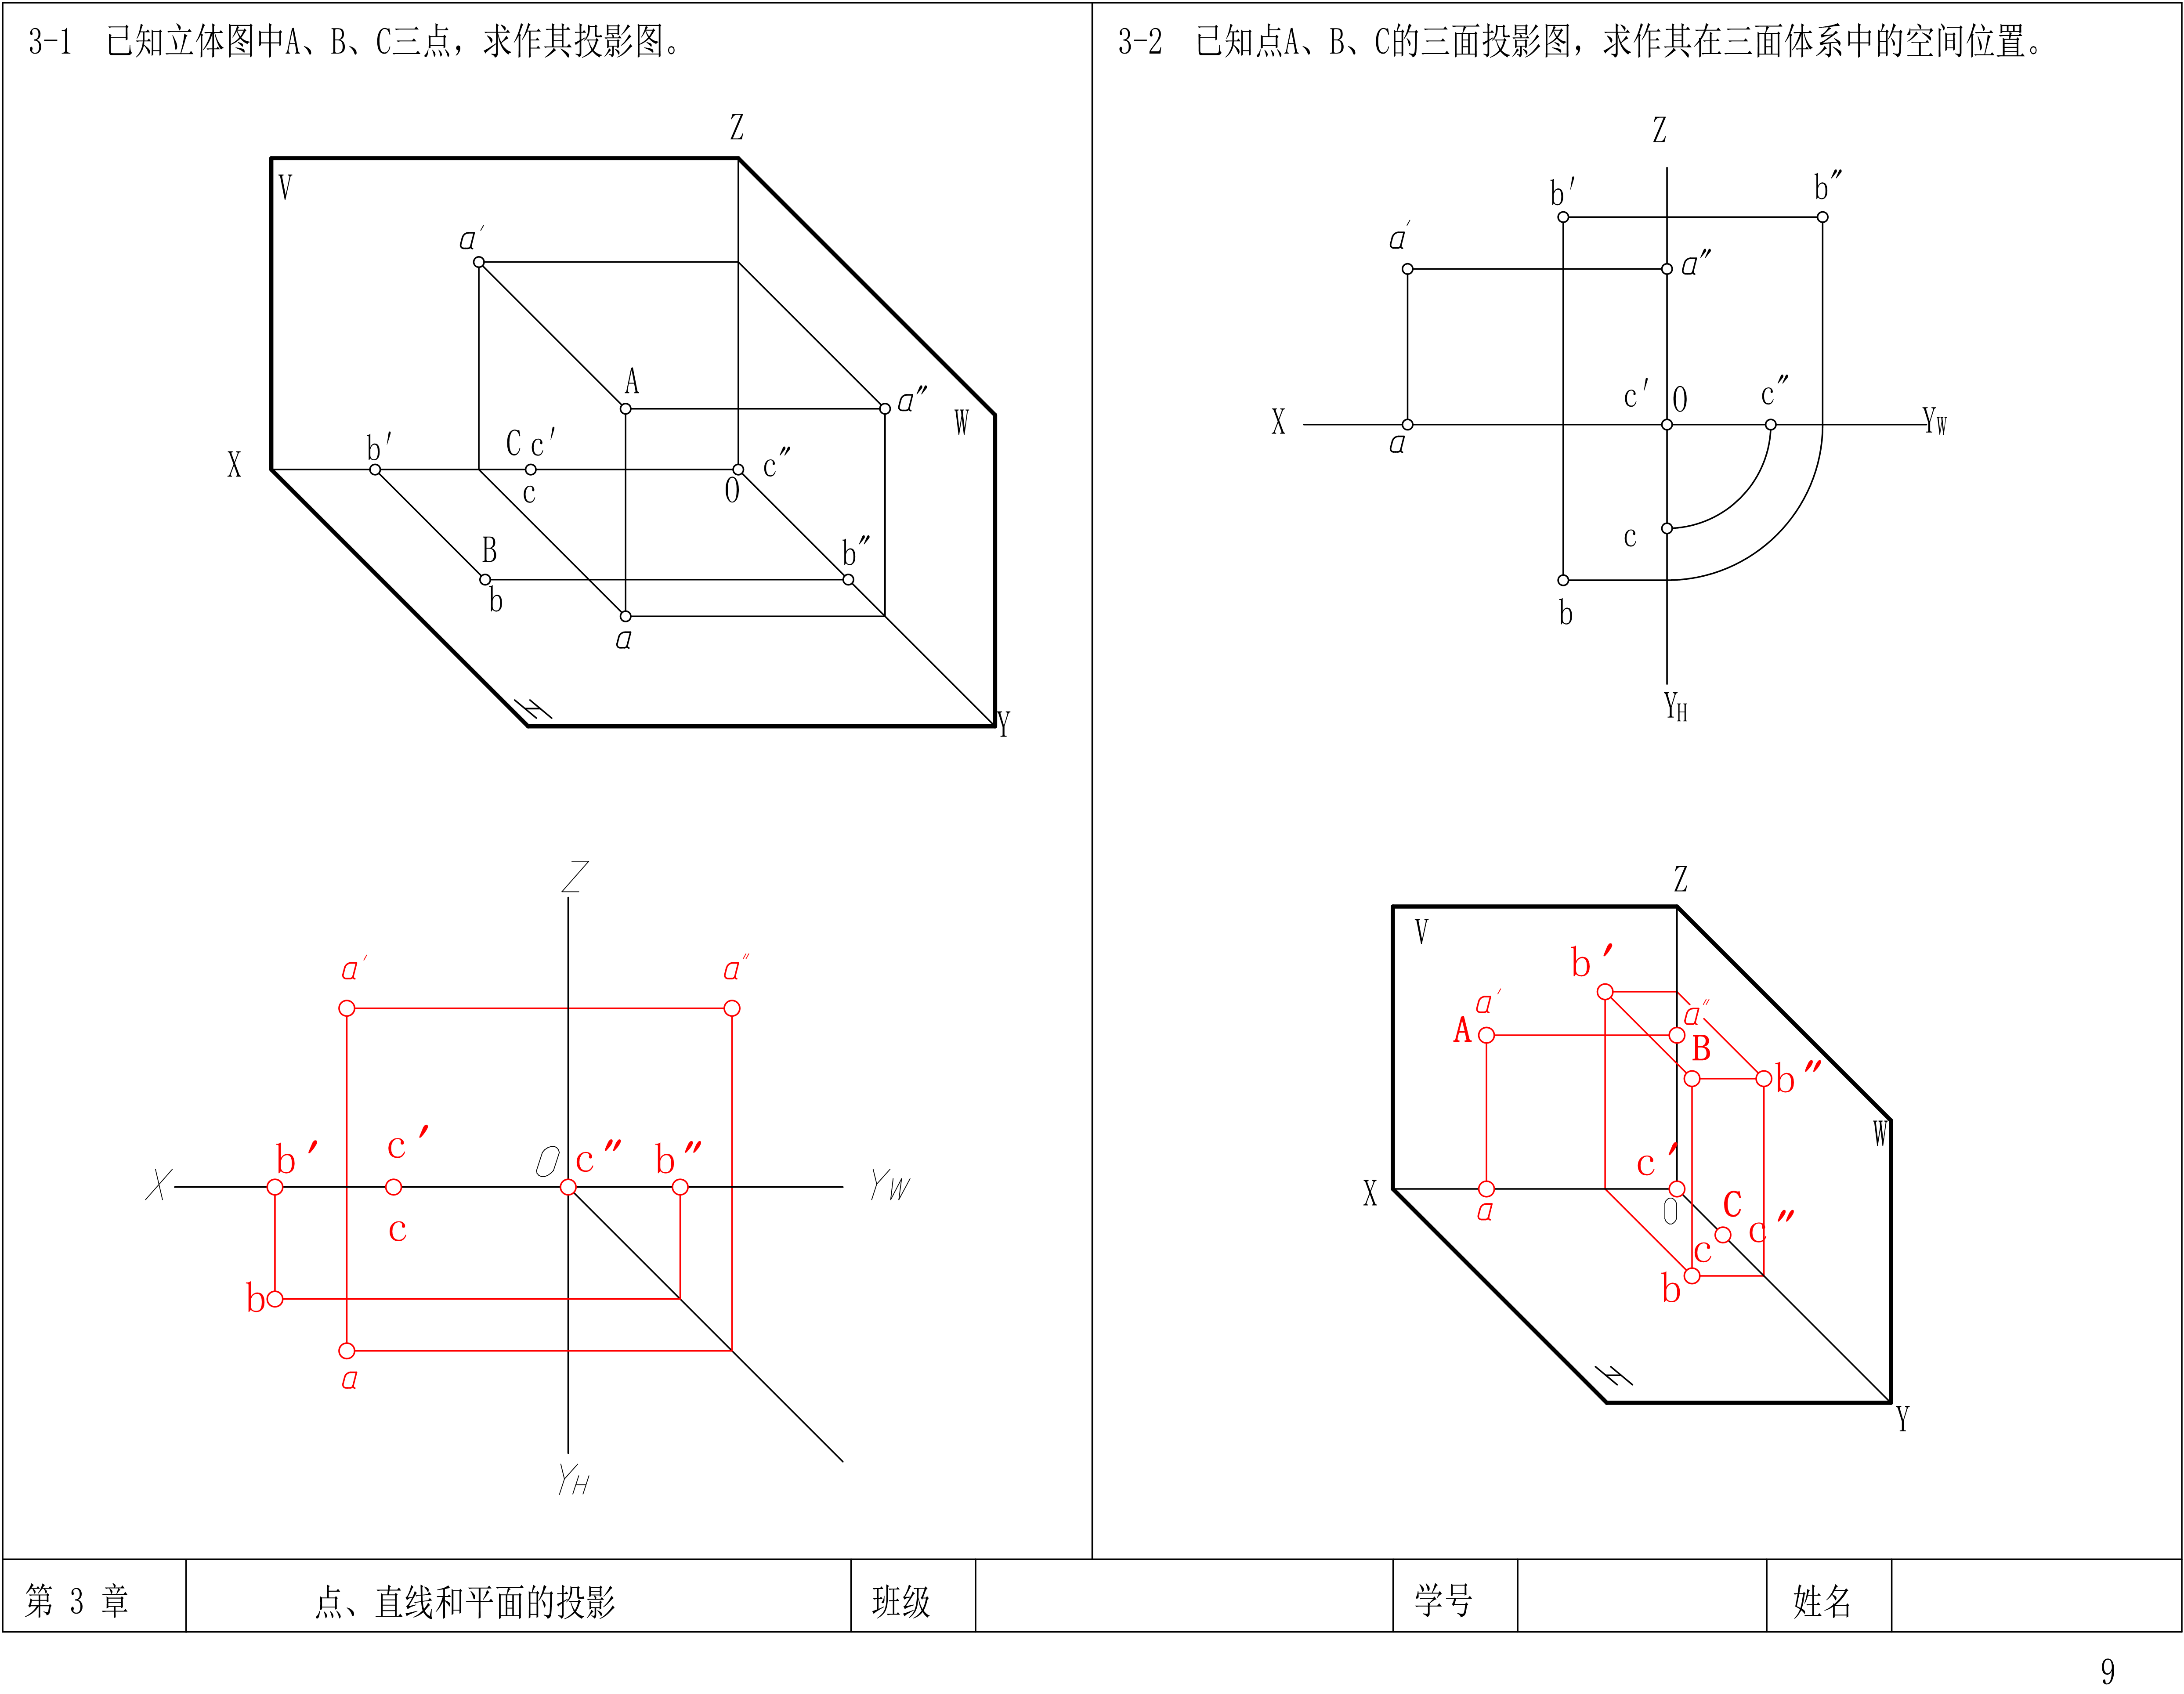 3-1 已知立体图中A、B、C三点，求作其投影图。
Z
V
a′
A
a″
W
X
b′
C c′
c″
c
O
B
b″
b
a
H
Y
Z
a′
a″
b′
c′
O
c″
b″
X
Y_W
c
b
a
Y_H
3-2 已知点A、B、C的三面投影图，求作其在三面体系中的空间位置。
Z
b′
b″
a′
a″
c′
O
c″
X
Y_W
a
c
b
Y_H
Z
V
b′
a′
a″
A
B
b″
W
c′
X
a
O
C
c″
c
b
H
Y
第 3 章
点、直线和平面的投影
班级
学号
姓名
9